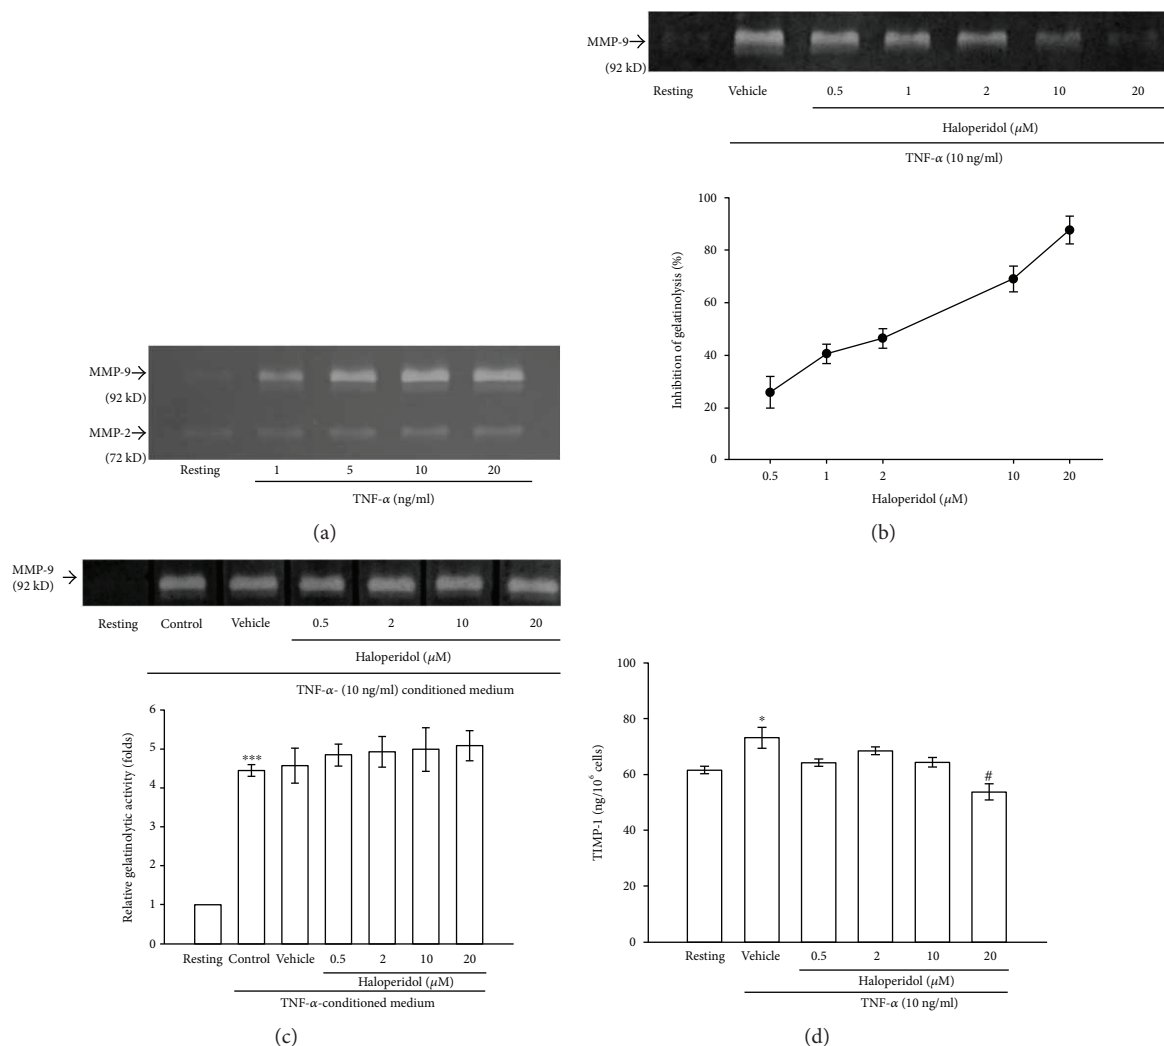 MMP-9
(92 kD)
MMP-2
(72 kD)
Resting 1 5 10 20
TNF-α (ng/ml)
(a)
MMP-9
(92 kD)
Resting Vehicle 0.5 1 2 10 20
Haloperidol (μM)
TNF-α (10 ng/ml)
100
80
60
40
20
0
Inhibition of gelatinolysis (%)
0.5 1 2 10 20
Haloperidol (μM)
(b)
MMP-9
(92 kD)
Resting Control Vehicle 0.5 2 10 20
Haloperidol (μM)
TNF-α- (10 ng/ml) conditioned medium
6
5
4
3
2
1
0
Relative gelatinolytic activity (folds)
***
Resting Control Vehicle 0.5 2 10 20
Haloperidol (μM)
TNF-α-conditioned medium
(c)
100
80
60
40
20
0
TIMP-1 (ng/10⁶ cells)
*
#
Resting Vehicle 0.5 2 10 20
Haloperidol (μM)
TNF-α (10 ng/ml)
(d)